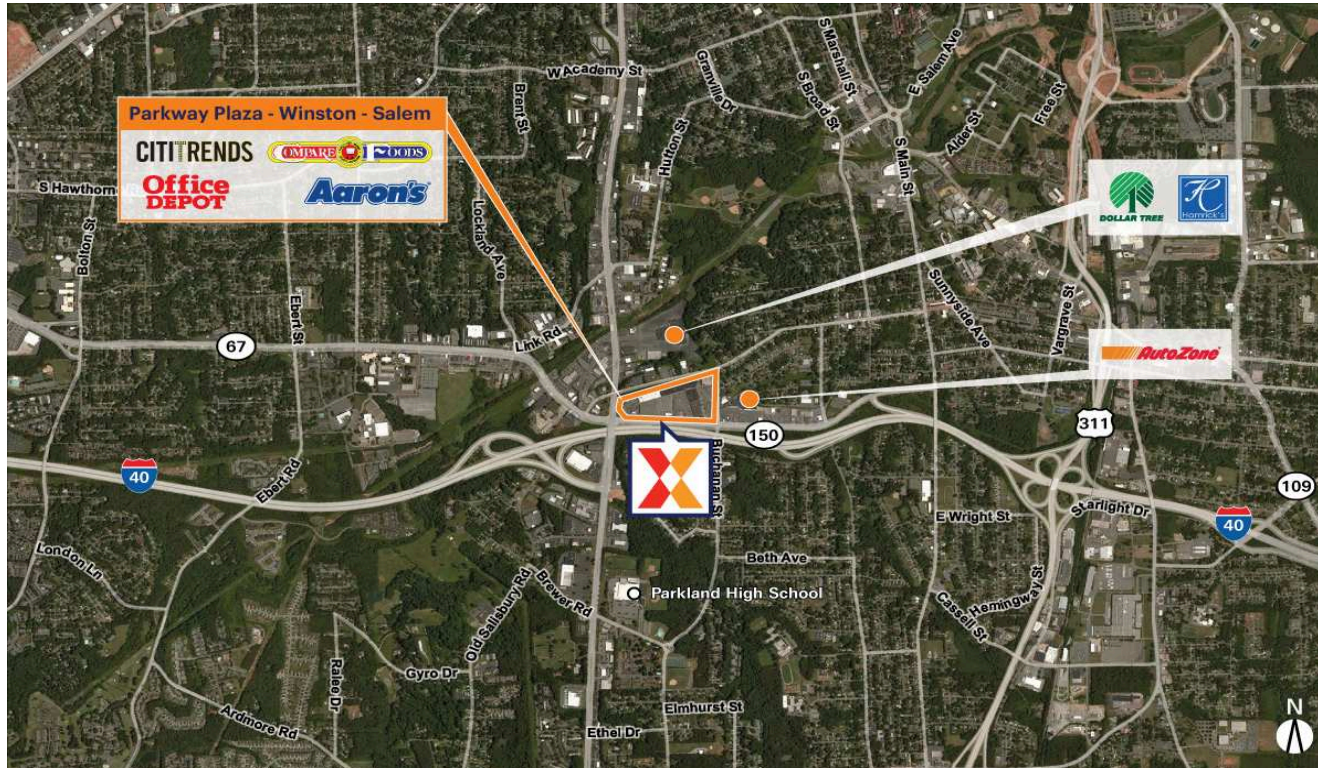 W Academy St
Brent St
Granville Dr
S Marshall St
S Broad St
E Salem Ave
Alder St
Free St
Parkway Plaza - Winston - Salem
CITITRENDS
COMPARE FOODS
Office
DEPOT
Aaron's
S Hawthorne
Hutton St
S Main St
DOLLAR TREE
Hamrick's
Bolton St
Lockland Ave
Ebert St
Link Rd
67
Sunnyside Ave
Vargrave St
AutoZone
311
150
40
Ebert Rd
Buchanan St
109
Starlight Dr
40
E Wright St
London Ln
Beth Ave
Old Salisbury Rd
Brewer Rd
Parkland High School
Hemingway St
Cassell St
Ralee Dr
Gyro Dr
Ardmore Rd
Elmhurst St
Ethel Dr
N